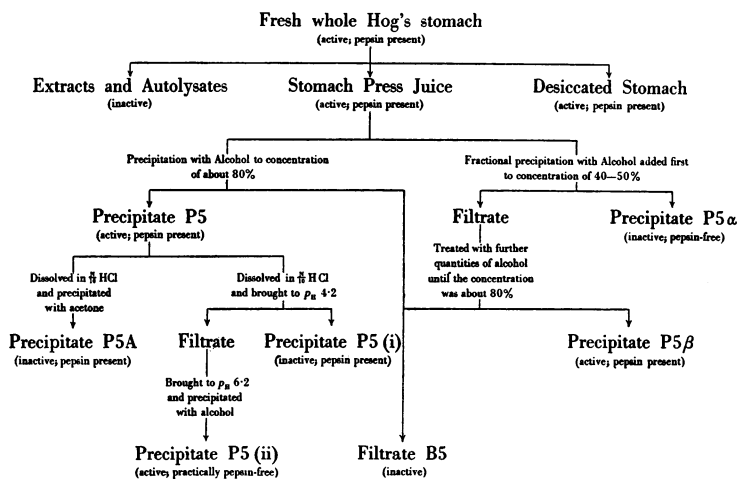 Fresh whole Hog's stomach
(active; pepsin present)
Extracts and Autolysates
(inactive)
Stomach Press Juice
(active; pepsin present)
Desiccated Stomach
(active; pepsin present)
Precipitation with Alcohol to concentration
of about 80%
Fractional precipitation with Alcohol added first
to concentration of 40—50%
Precipitate P5
(active; pepsin present)
Filtrate
Precipitate P5α
(inactive; pepsin-free)
Treated with further
quantities of alcohol
until the concentration
was about 80%
Dissolved in N/10 HCl
and precipitated
with acetone
Dissolved in N/10 HCl
and brought to pH 4·2
Precipitate P5A
(inactive; pepsin present)
Filtrate
Precipitate P5 (i)
(inactive; pepsin present)
Precipitate P5β
(active; pepsin present)
Brought to pH 6·2
and precipitated
with alcohol
Precipitate P5 (ii)
(active; practically pepsin-free)
Filtrate B5
(inactive)